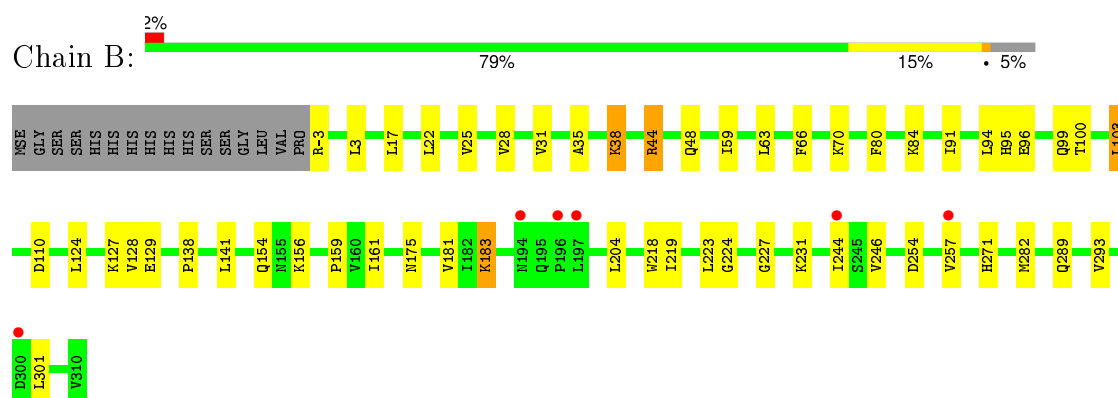 2%
Chain B:
79% 15% • 5%
MSE GLY SER SER HIS HIS HIS HIS HIS HIS SER SER GLY LEU VAL PRO R-3 L3 L17 L22 V25 V28 V31 A35 K38 R44 Q48 I59 L63 F66 K70 F80 K84 I91 L94 H95 E96 Q99 T100 L103
D110 L124 K127 V128 E129 P138 L141 Q154 N155 K156 P159 V160 I161 N175 V181 I182 K183 N194 Q195 P196 L197 L204 W218 I219 L223 G224 G227 K231 I244 S245 V246 D254 V257 H271 M282 Q289 V293
D300 L301 V310